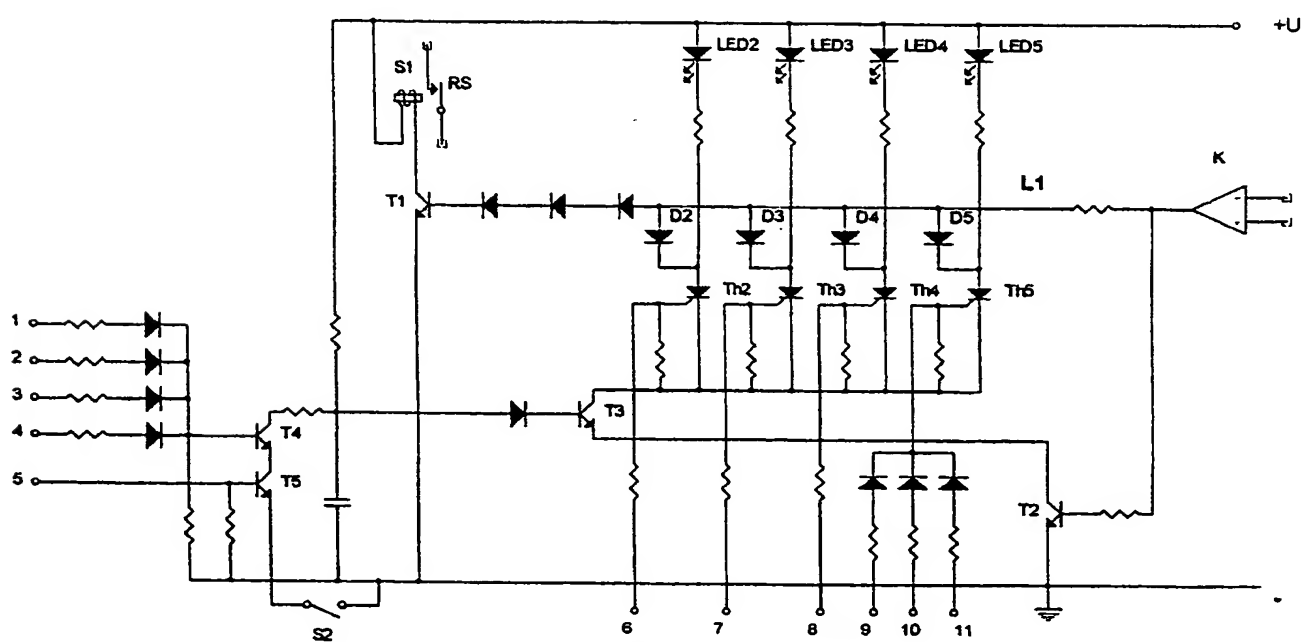 +U
LED2 LED3 LED4 LED5
S1 RS
K
T1 L1
D2 D3 D4 D5
Th2 Th3 Th4 Th5
1
2
3
4 T4 T3
5 T5
T2
-
S2 6 7 8 9 10 11